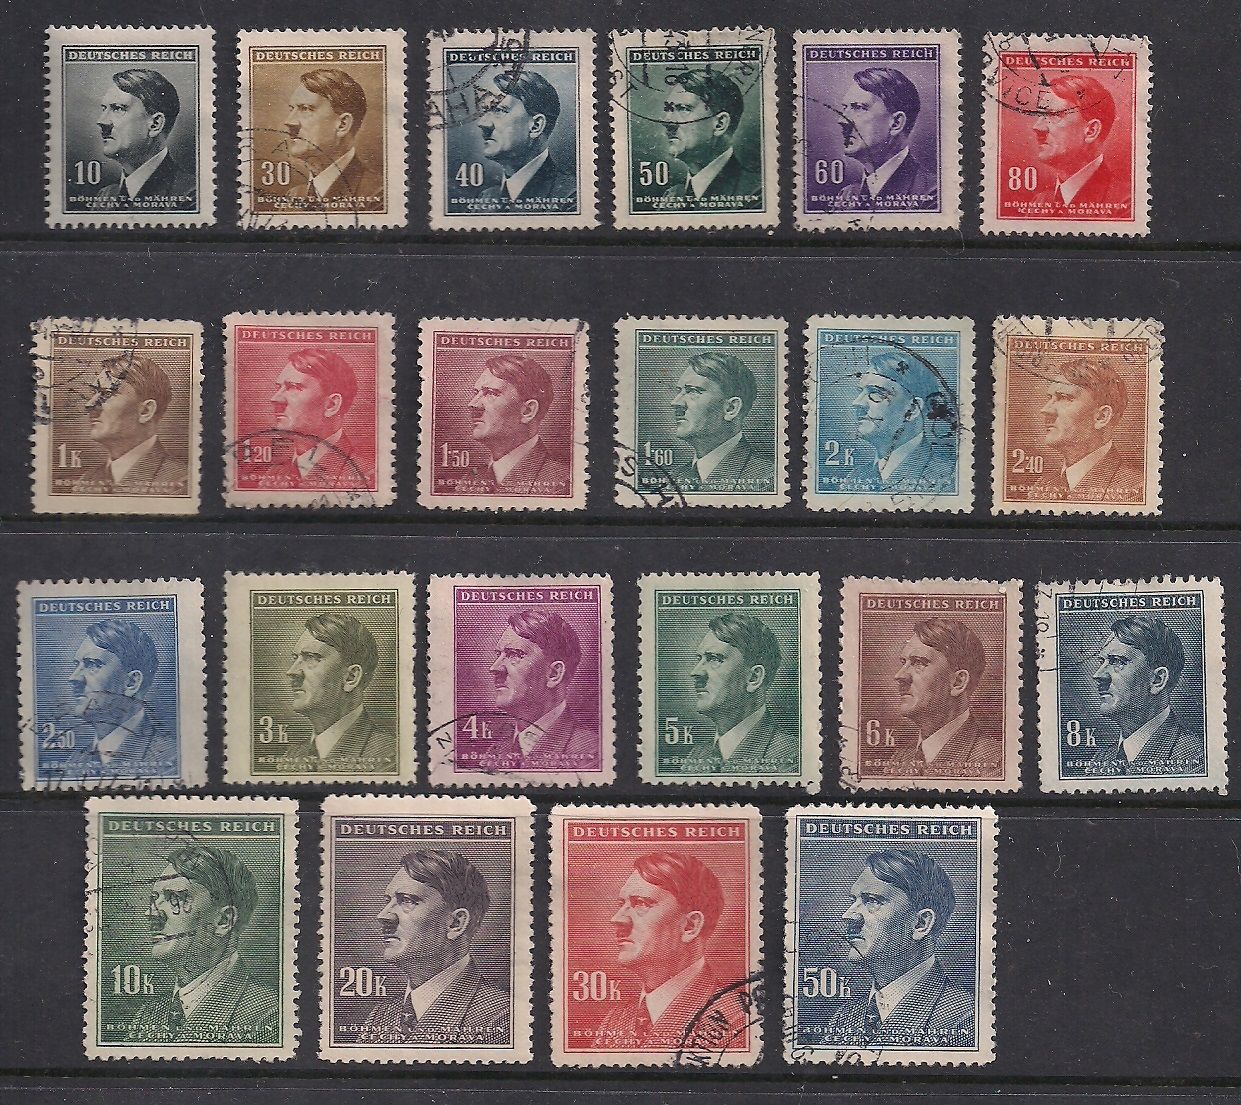 DEUTSCHES REICH
.10
BÖHMEN UND MÄHREN
ČECHY A MORAVA
DEUTSCHES REICH
30
BÖHMEN UND MÄHREN
ČECHY A MORAVA
DEUTSCHES REICH
40
BÖHMEN UND MÄHREN
ČECHY A MORAVA
DEUTSCHES REICH
50
BÖHMEN UND MÄHREN
ČECHY A MORAVA
DEUTSCHES REICH
60
BÖHMEN UND MÄHREN
ČECHY A MORAVA
DEUTSCHES REICH
80
BÖHMEN UND MÄHREN
ČECHY A MORAVA
DEUTSCHES REICH
1K
BÖHMEN UND MÄHREN
ČECHY A MORAVA
DEUTSCHES REICH
1.20
BÖHMEN UND MÄHREN
ČECHY A MORAVA
DEUTSCHES REICH
1.50
BÖHMEN UND MÄHREN
ČECHY A MORAVA
DEUTSCHES REICH
1.60
BÖHMEN UND MÄHREN
ČECHY A MORAVA
DEUTSCHES REICH
2K
BÖHMEN UND MÄHREN
ČECHY A MORAVA
DEUTSCHES REICH
2.40
BÖHMEN UND MÄHREN
ČECHY A MORAVA
DEUTSCHES REICH
2.50
DEUTSCHES REICH
3K
BÖHMEN UND MÄHREN
ČECHY A MORAVA
DEUTSCHES REICH
4K
BÖHMEN UND MÄHREN
ČECHY A MORAVA
DEUTSCHES REICH
5K
BÖHMEN UND MÄHREN
ČECHY A MORAVA
DEUTSCHES REICH
6K
BÖHMEN UND MÄHREN
ČECHY A MORAVA
DEUTSCHES REICH
8K
BÖHMEN UND MÄHREN
ČECHY A MORAVA
DEUTSCHES REICH
10K
BÖHMEN UND MÄHREN
ČECHY A MORAVA
DEUTSCHES REICH
20K
BÖHMEN UND MÄHREN
ČECHY A MORAVA
DEUTSCHES REICH
30K
BÖHMEN UND MÄHREN
ČECHY A MORAVA
DEUTSCHES REICH
50K
BÖHMEN UND MÄHREN
ČECHY A MORAVA